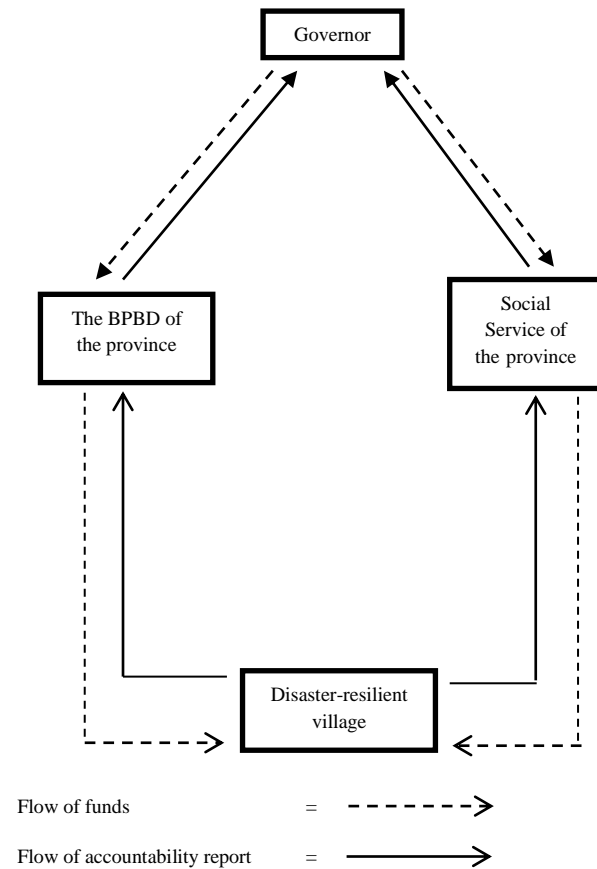 Governor
The BPBD of
the province
Social
Service of
the province
Disaster-resilient
village
Flow of funds =
Flow of accountability report =